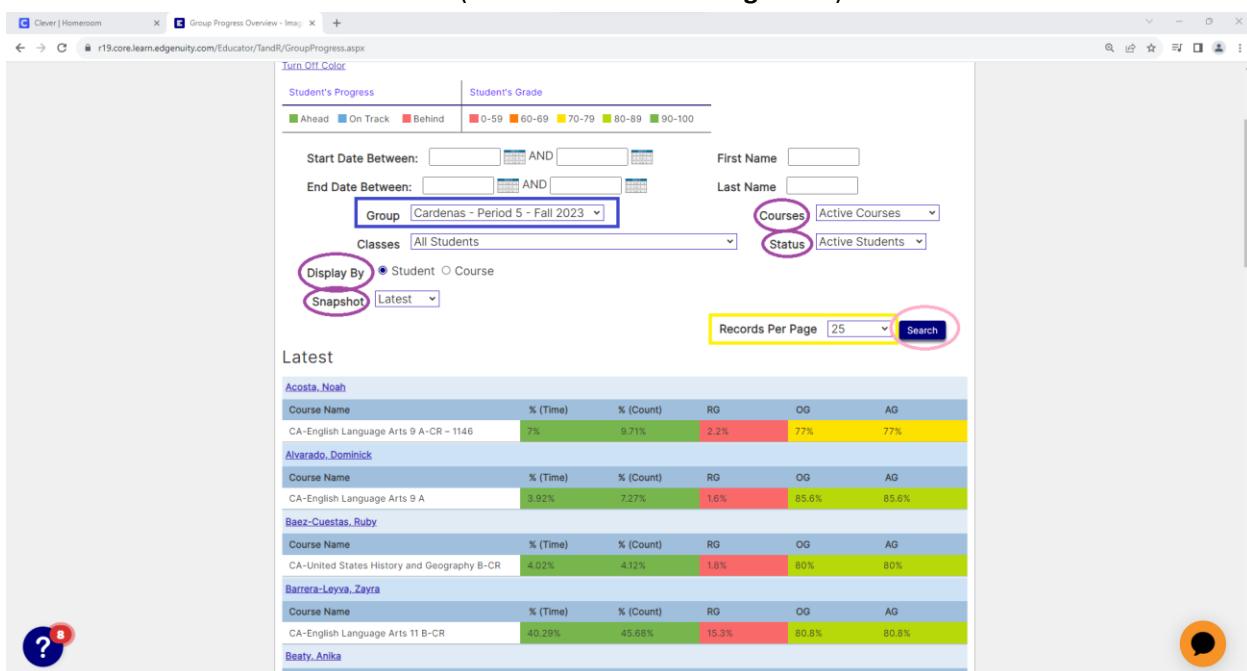 Clever | Homeroom
Group Progress Overview - Imag
r19.core.learn.edgenuity.com/Educator/TandR/GroupProgress.aspx
Turn Off Color
Student's Progress Student's Grade
Ahead On Track Behind 0-59 60-69 70-79 80-89 90-100
Start Date Between: AND First Name
End Date Between: AND Last Name
Group Cardenas - Period 5 - Fall 2023 Courses Active Courses
Classes All Students Status Active Students
Display By Student Course
Snapshot Latest
Records Per Page 25 Search
Latest
Acosta, Noah
Course Name % (Time) % (Count) RG OG AG
CA-English Language Arts 9 A-CR – 1146 7% 9.71% 2.2% 77% 77%
Alvarado, Dominick
Course Name % (Time) % (Count) RG OG AG
CA-English Language Arts 9 A 3.92% 7.27% 1.6% 85.6% 85.6%
Baez-Cuestas, Ruby
Course Name % (Time) % (Count) RG OG AG
CA-United States History and Geography B-CR 4.02% 4.12% 1.8% 80% 80%
Barrera-Leyva, Zayra
Course Name % (Time) % (Count) RG OG AG
CA-English Language Arts 11 B-CR 40.29% 45.68% 15.3% 80.8% 80.8%
Beaty, Anika
? 8